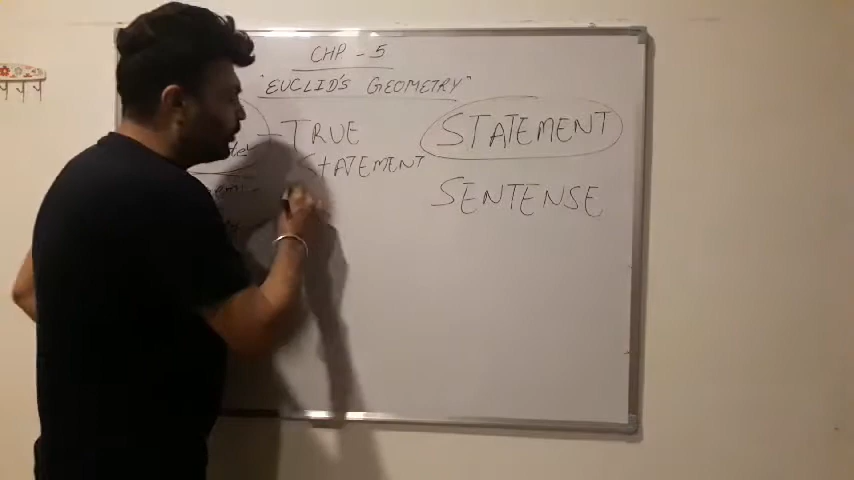 CHP - 5
"EUCLID'S GEOMETRY"
TRUE
STATEMENT
STATEMENT
SENTENSE